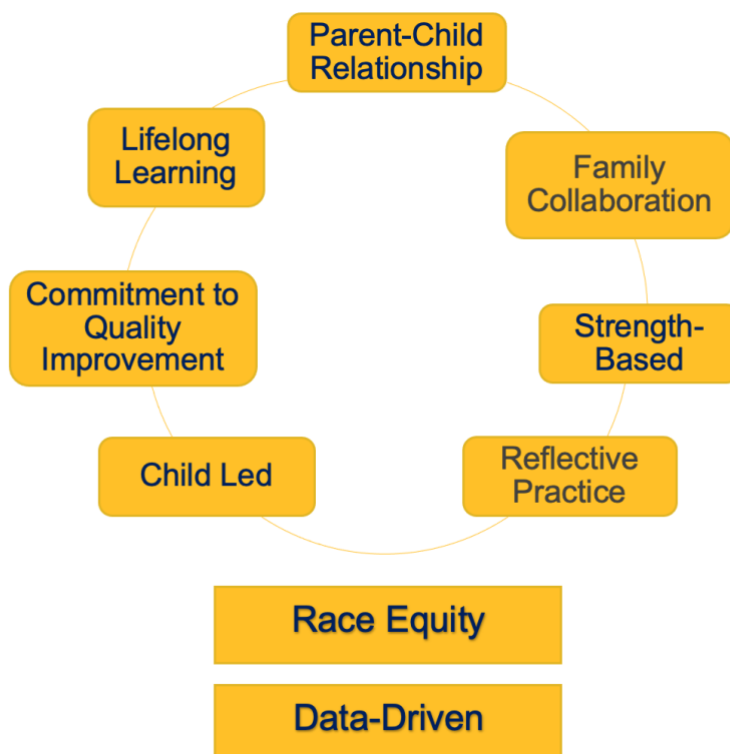 Parent-Child
Relationship
Family
Collaboration
Strength-
Based
Reflective
Practice
Child Led
Commitment to
Quality
Improvement
Lifelong
Learning
Race Equity
Data-Driven